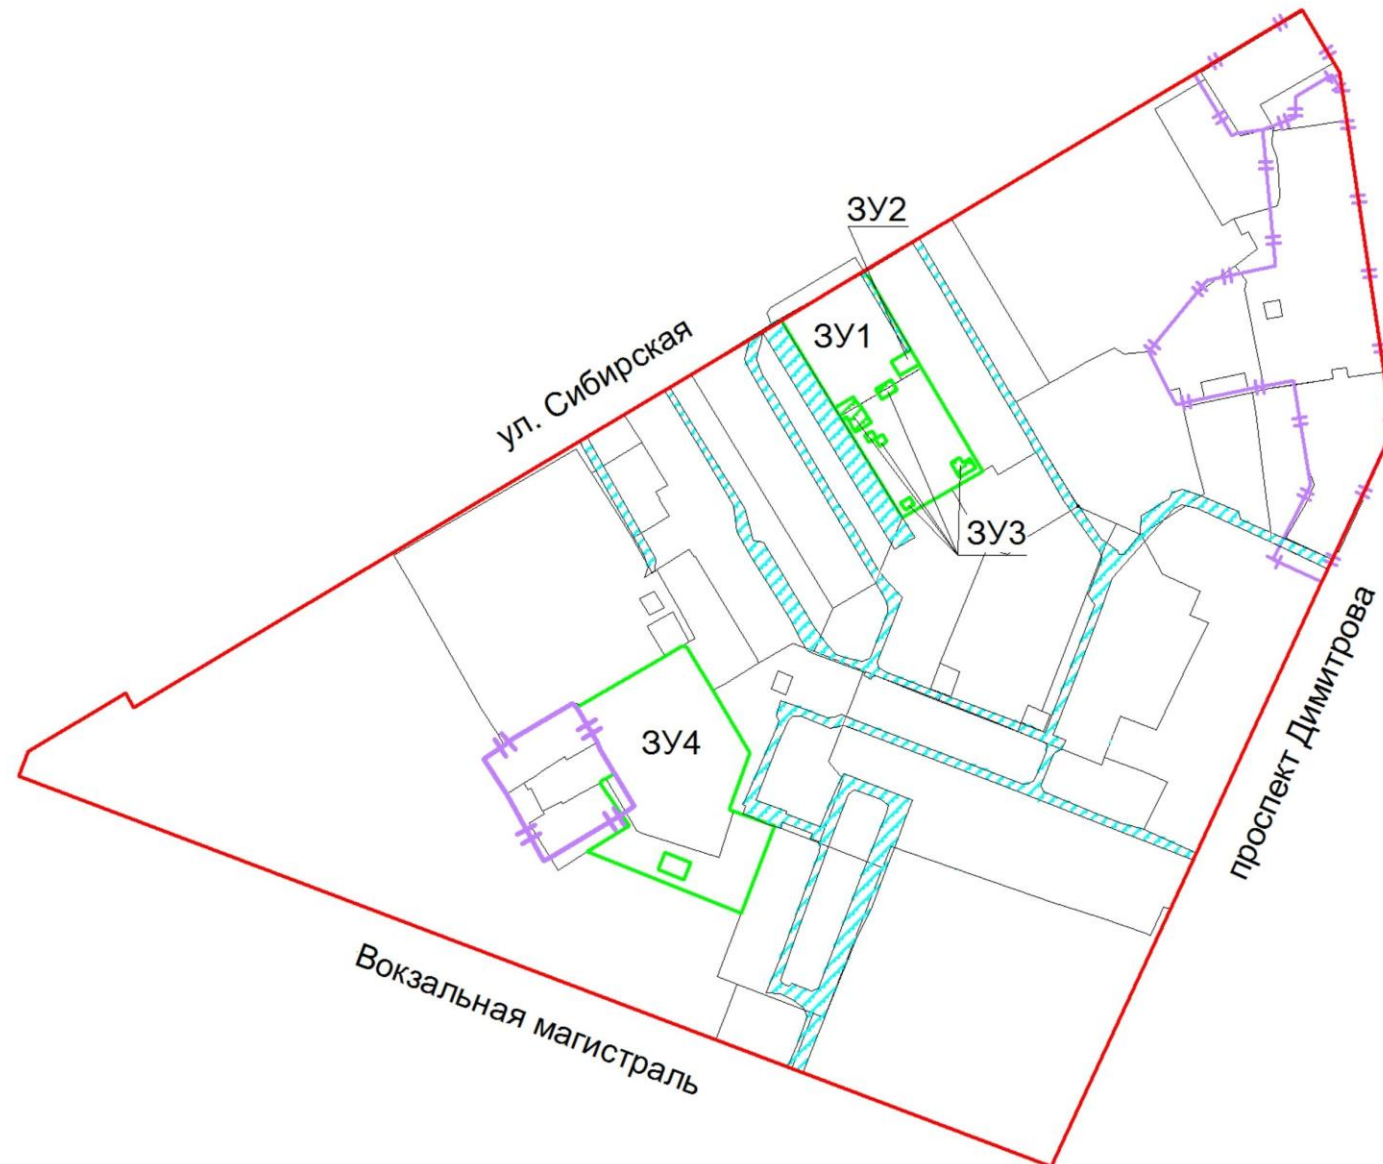 ЗУ2
ЗУ1
ул. Сибирская
ЗУ3
ЗУ4
проспект Димитрова
Вокзальная магистраль